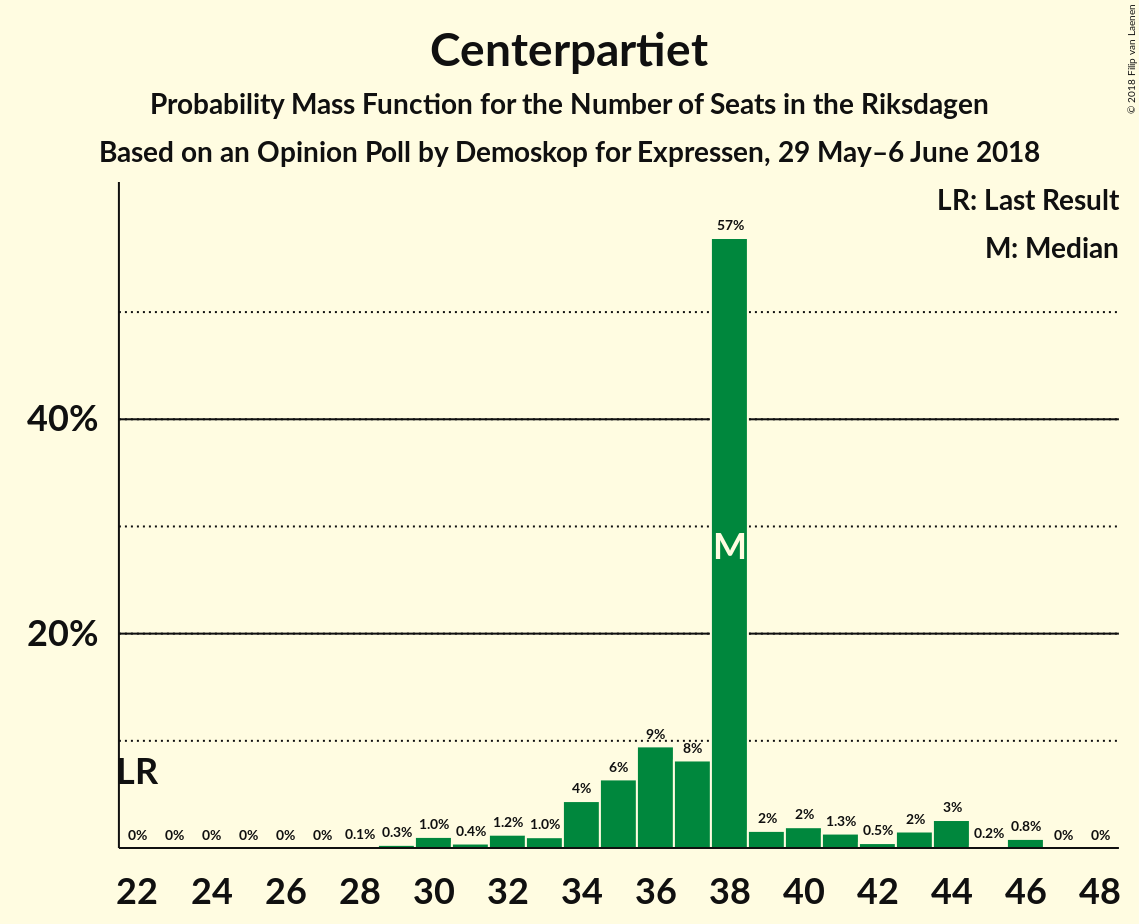 Centerpartiet
Probability Mass Function for the Number of Seats in the Riksdagen
Based on an Opinion Poll by Demoskop for Expressen, 29 May–6 June 2018
© 2018 Filip van Laenen
LR: Last Result
M: Median
40%
20%
LR
M
0% 0% 0% 0% 0% 0% 0.1% 0.3% 1.0% 0.4% 1.2% 1.0% 4% 6% 9% 8% 57% 2% 2% 1.3% 0.5% 2% 3% 0.2% 0.8% 0% 0%
22 24 26 28 30 32 34 36 38 40 42 44 46 48